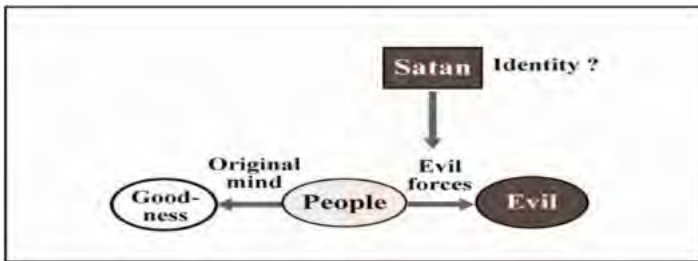 Satan
Identity ?
Original
mind
Evil
forces
Good-
ness
People
Evil